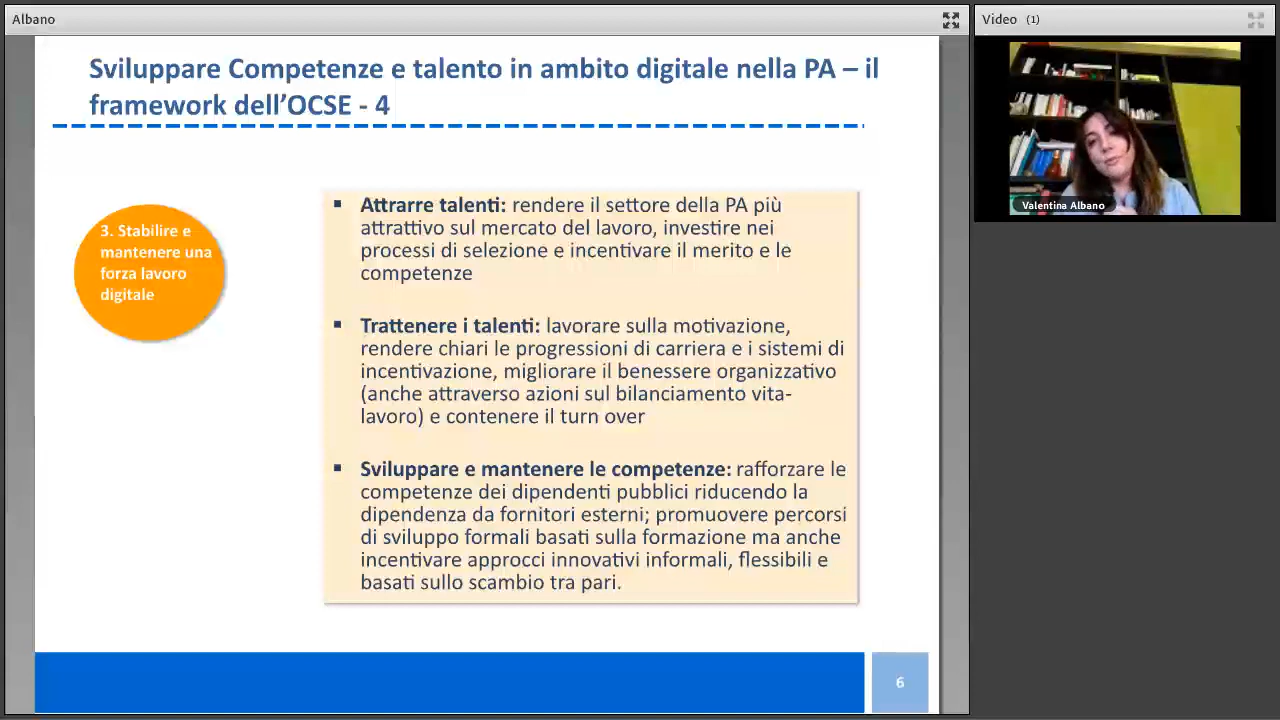 Albano
Video (1)
Sviluppare Competenze e talento in ambito digitale nella PA – il
framework dell’OCSE - 4
3. Stabilire e
mantenere una
forza lavoro
digitale
▪ Attrarre talenti: rendere il settore della PA più
attrattivo sul mercato del lavoro, investire nei
processi di selezione e incentivare il merito e le
competenze
▪ Trattenere i talenti: lavorare sulla motivazione,
rendere chiari le progressioni di carriera e i sistemi di
incentivazione, migliorare il benessere organizzativo
(anche attraverso azioni sul bilanciamento vita-
lavoro) e contenere il turn over
▪ Sviluppare e mantenere le competenze: rafforzare le
competenze dei dipendenti pubblici riducendo la
dipendenza da fornitori esterni; promuovere percorsi
di sviluppo formali basati sulla formazione ma anche
incentivare approcci innovativi informali, flessibili e
basati sullo scambio tra pari.
6
Valentina Albano